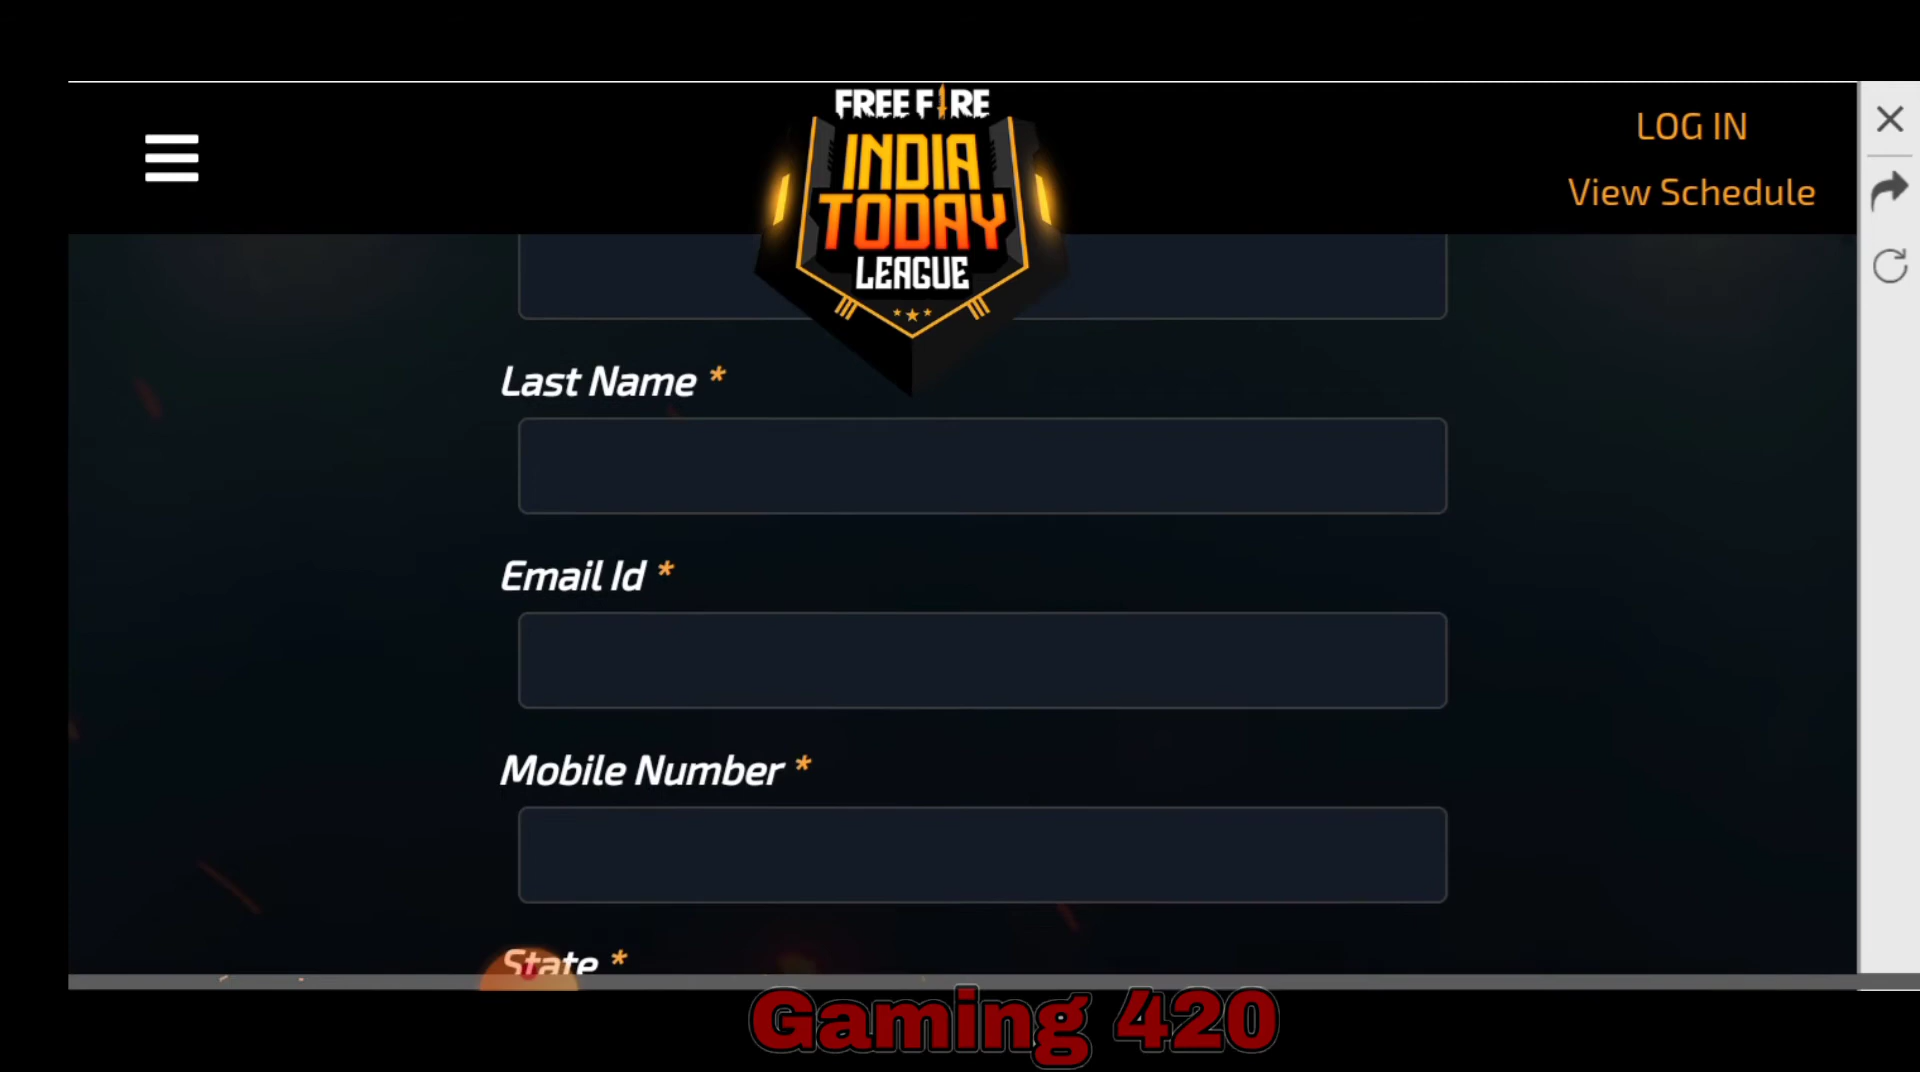 FREE FIRE
INDIA
TODAY
LEAGUE
LOG IN
View Schedule
Last Name *
Email Id *
Mobile Number *
State *
Gaming 420